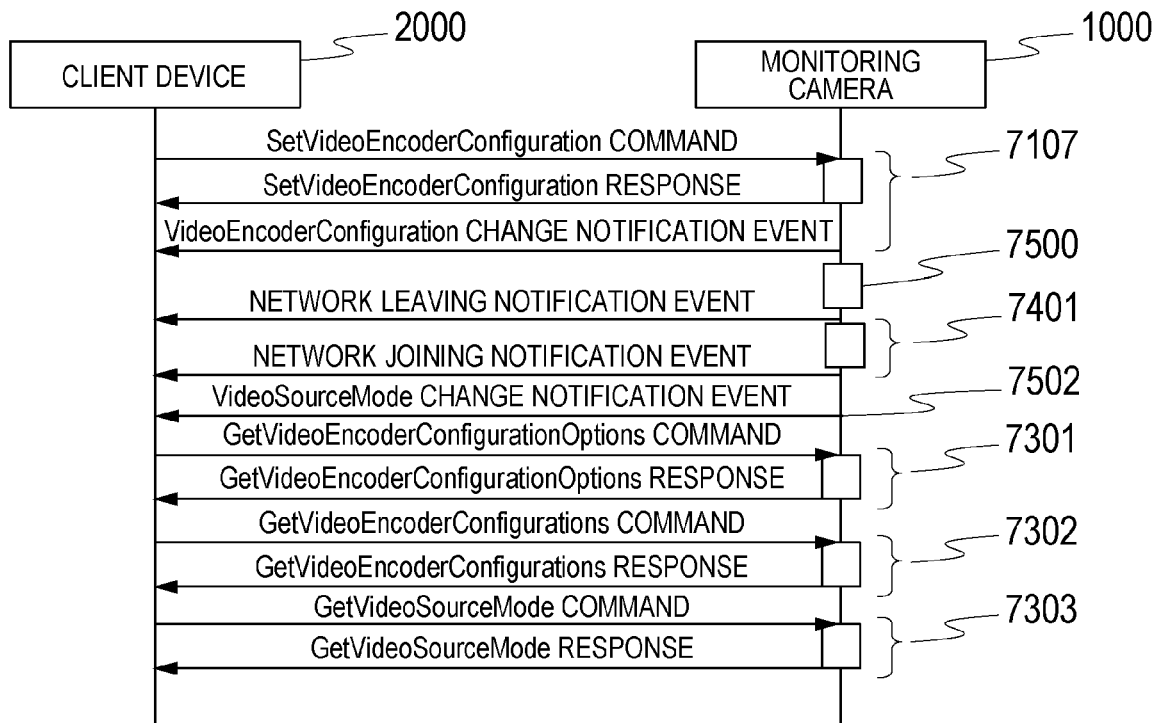 2000
1000
CLIENT DEVICE
MONITORING
CAMERA
SetVideoEncoderConfiguration COMMAND
7107
SetVideoEncoderConfiguration RESPONSE
VideoEncoderConfiguration CHANGE NOTIFICATION EVENT
7500
NETWORK LEAVING NOTIFICATION EVENT
7401
NETWORK JOINING NOTIFICATION EVENT
7502
VideoSourceMode CHANGE NOTIFICATION EVENT
GetVideoEncoderConfigurationOptions COMMAND
7301
GetVideoEncoderConfigurationOptions RESPONSE
GetVideoEncoderConfigurations COMMAND
7302
GetVideoEncoderConfigurations RESPONSE
GetVideoSourceMode COMMAND
7303
GetVideoSourceMode RESPONSE